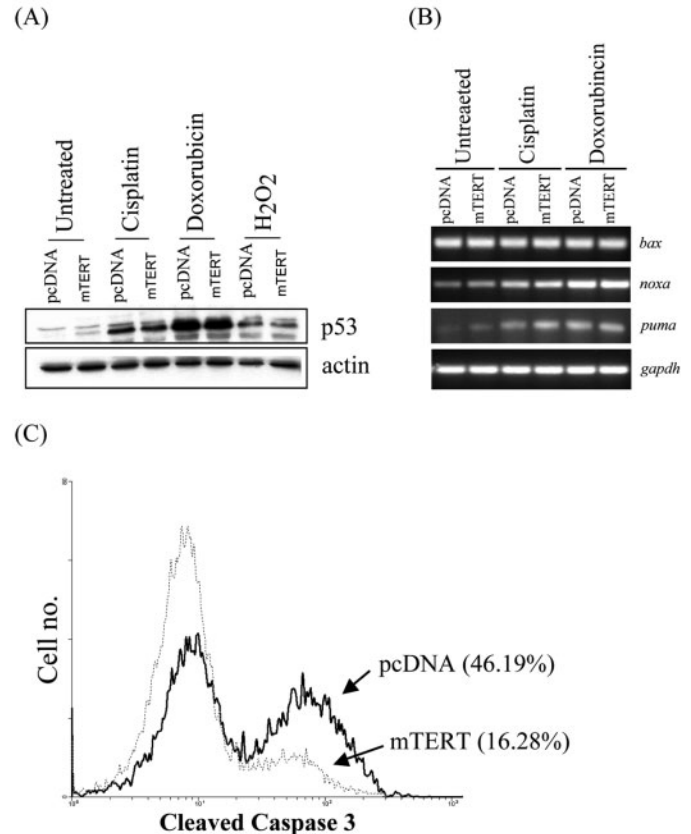 (A)
(B)
Untreated
Cisplatin
Doxorubicin
H2O2
pcDNA
mTERT
pcDNA
mTERT
pcDNA
mTERT
pcDNA
mTERT
p53
actin
Untreaeted
Cisplatin
Doxorubincin
pcDNA
mTERT
pcDNA
mTERT
pcDNA
mTERT
bax
noxa
puma
gapdh
(C)
Cell no.
pcDNA (46.19%)
mTERT (16.28%)
Cleaved Caspase 3